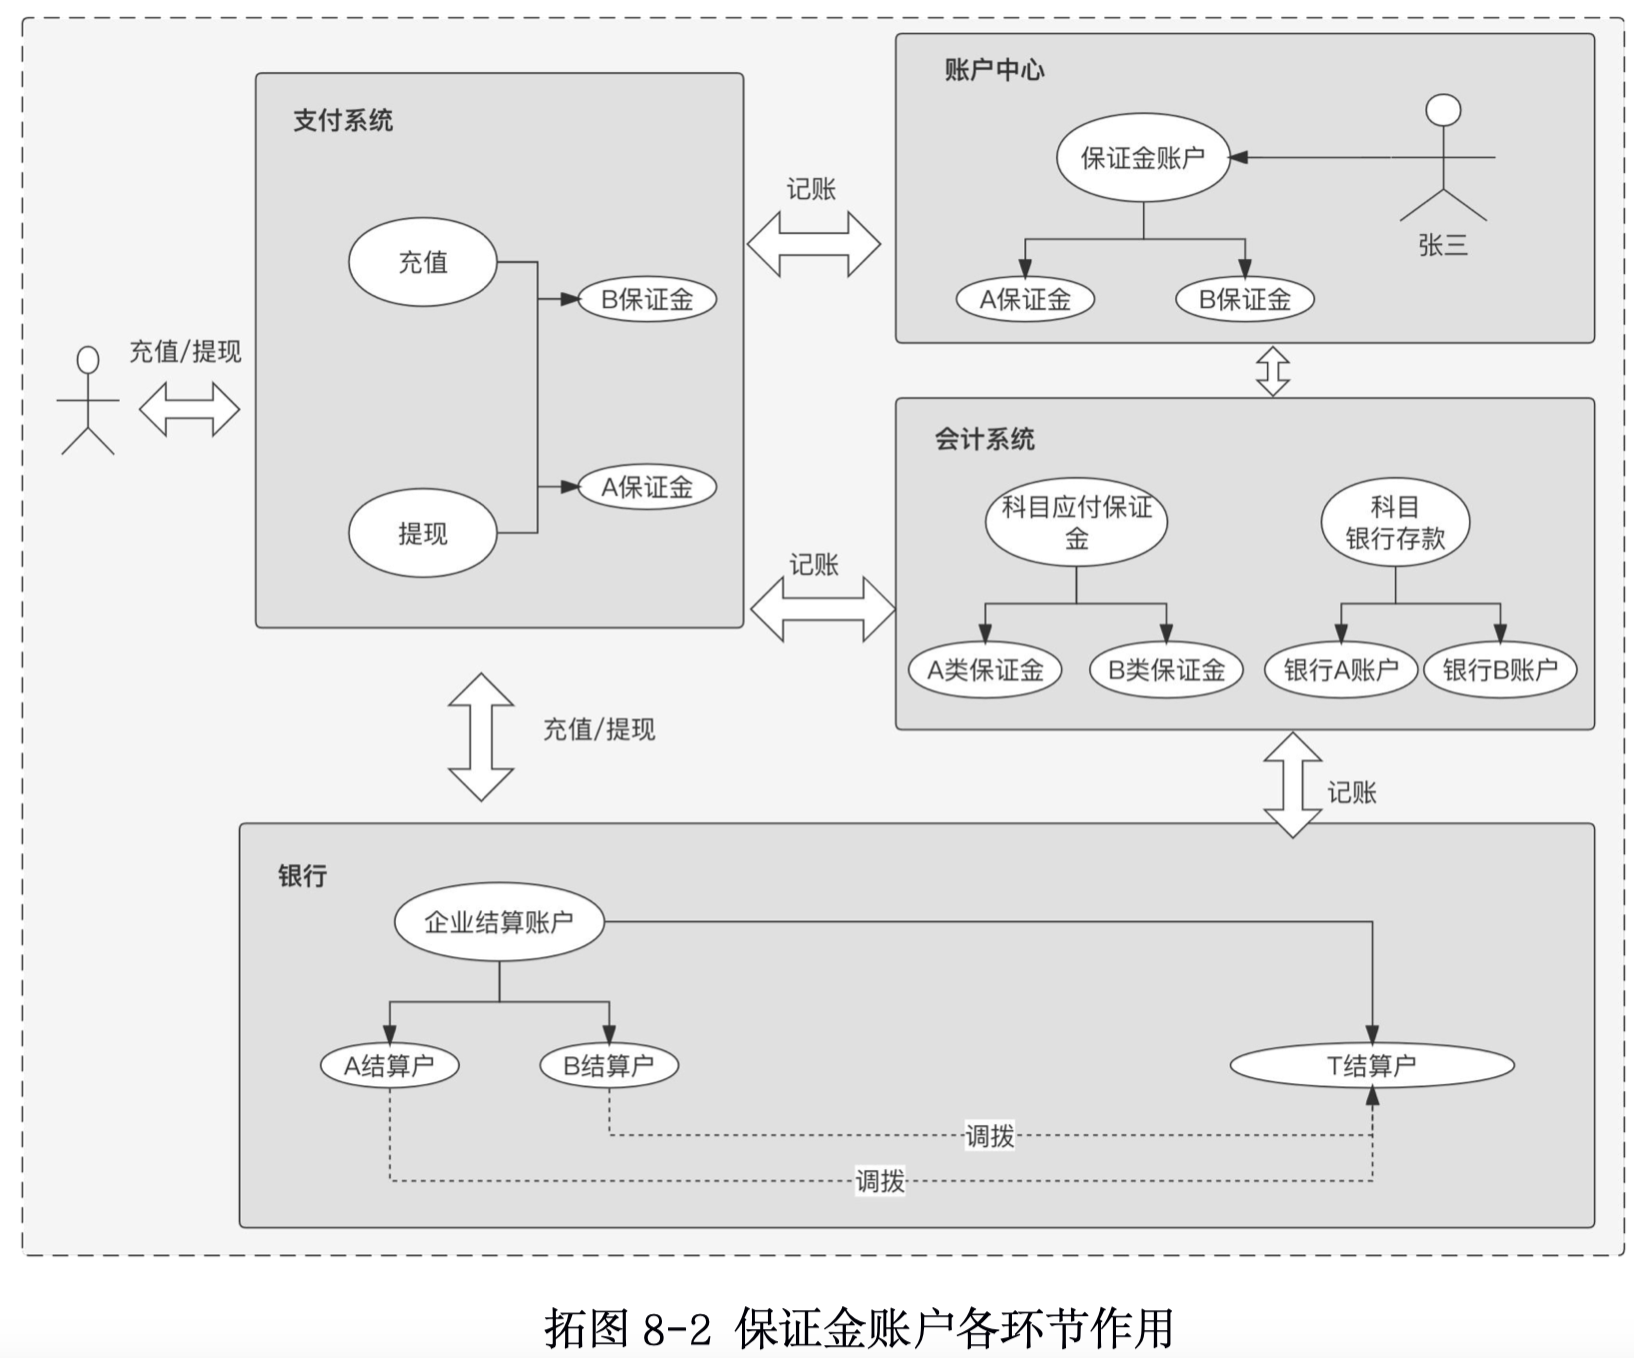 支付系统
充值
B保证金
A保证金
提现
充值/提现
记账
账户中心
保证金账户
张三
A保证金
B保证金
记账
会计系统
科目应付保证
金
科目
银行存款
A类保证金
B类保证金
银行A账户
银行B账户
充值/提现
记账
银行
企业结算账户
A结算户
B结算户
T结算户
调拨
调拨
拓图 8-2 保证金账户各环节作用